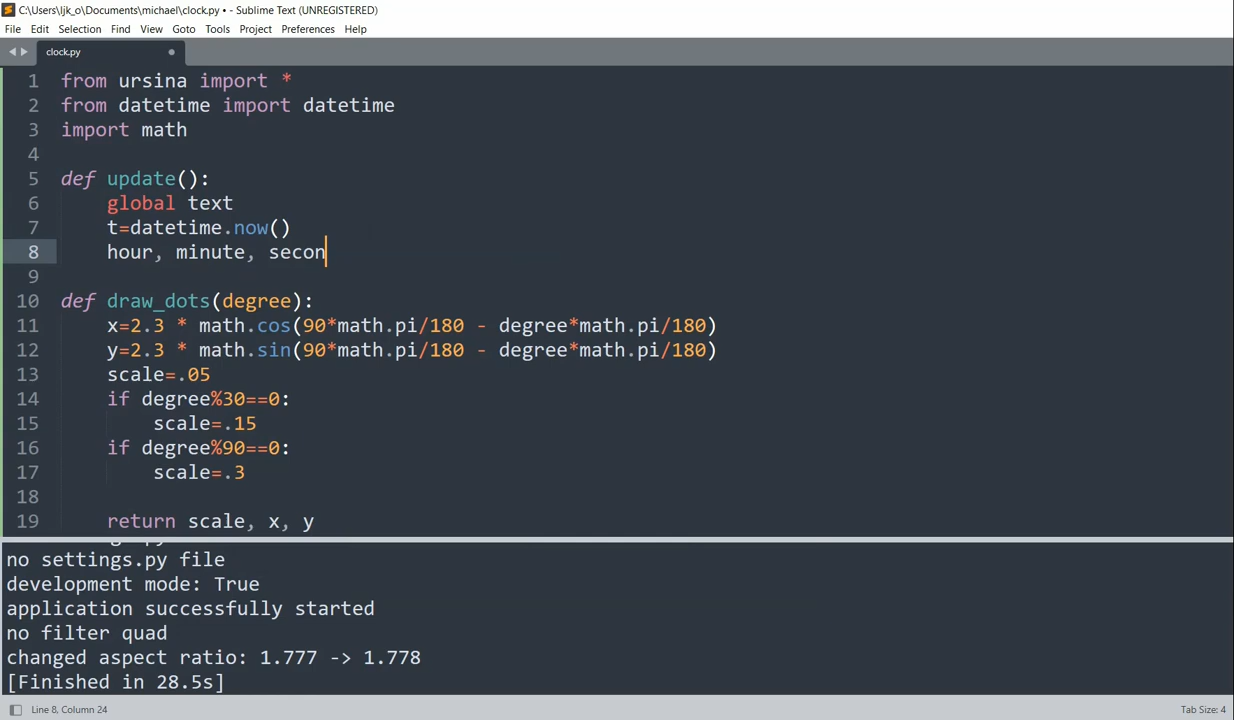 C:\Users\ljk_o\Documents\michael\clock.py • - Sublime Text (UNREGISTERED)
File Edit Selection Find View Goto Tools Project Preferences Help
clock.py
1 from ursina import *
2 from datetime import datetime
3 import math
4
5 def update():
6 global text
7 t=datetime.now()
8 hour, minute, secon
9
10 def draw_dots(degree):
11 x=2.3 * math.cos(90*math.pi/180 - degree*math.pi/180)
12 y=2.3 * math.sin(90*math.pi/180 - degree*math.pi/180)
13 scale=.05
14 if degree%30==0:
15 scale=.15
16 if degree%90==0:
17 scale=.3
18
19 return scale, x, y
no settings.py file
development mode: True
application successfully started
no filter quad
changed aspect ratio: 1.777 -> 1.778
[Finished in 28.5s]
Line 8, Column 24 Tab Size: 4